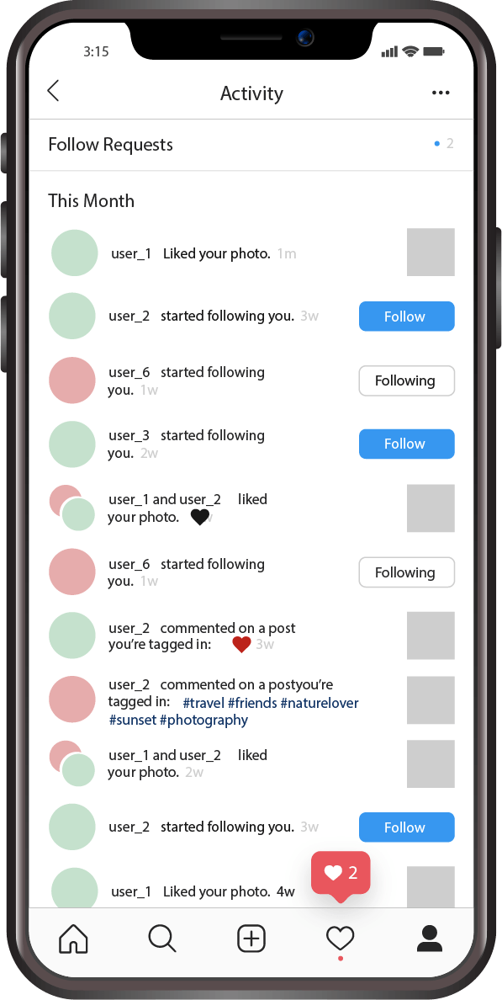 3:15
Activity
Follow Requests 2
This Month
user_1 Liked your photo. 1m
user_2 started following you. 3w Follow
user_6 started following
you. 1w
Following
user_3 started following
you. 2w
Follow
user_1 and user_2 liked
your photo.
user_6 started following
you. 1w
Following
user_2 commented on a post
you’re tagged in: 3w
user_2 commented on a postyou’re
tagged in: #travel #friends #naturelover
#sunset #photography
user_1 and user_2 liked
your photo. 2w
user_2 started following you. 3w Follow
user_1 Liked your photo. 4w
2